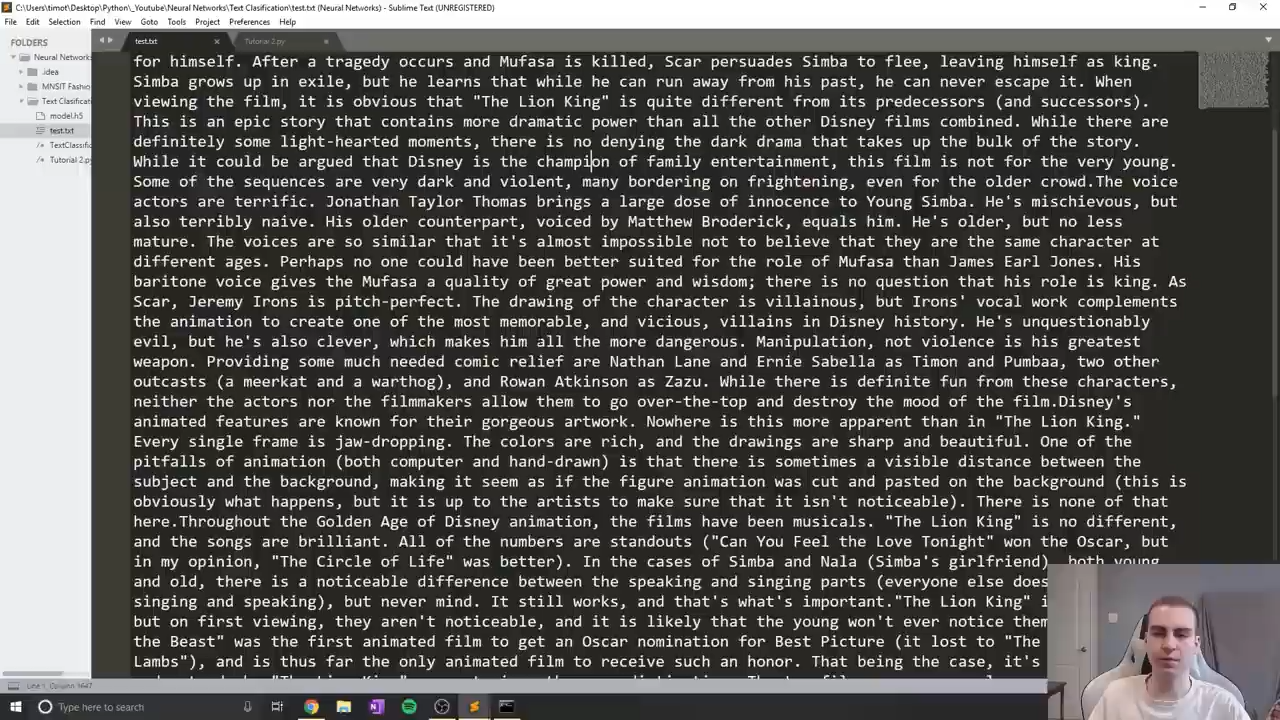 C:\Users\timot\Desktop\Python\_Youtube\Neural Networks\Text Clasification\test.txt (Neural Networks) - Sublime Text (UNREGISTERED)
File Edit Selection Find View Goto Tools Project Preferences Help
FOLDERS
Neural Networks
.idea
MNSIT Fashio
Text Clasificati
model.h5
test.txt
TextClassific
Tutorial 2.py
test.txt
Tutorial 2.py
for himself. After a tragedy occurs and Mufasa is killed, Scar persuades Simba to flee, leaving himself as king.
Simba grows up in exile, but he learns that while he can run away from his past, he can never escape it. When
viewing the film, it is obvious that "The Lion King" is quite different from its predecessors (and successors).
This is an epic story that contains more dramatic power than all the other Disney films combined. While there are
definitely some light-hearted moments, there is no denying the dark drama that takes up the bulk of the story.
While it could be argued that Disney is the champion of family entertainment, this film is not for the very young.
Some of the sequences are very dark and violent, many bordering on frightening, even for the older crowd.The voice
actors are terrific. Jonathan Taylor Thomas brings a large dose of innocence to Young Simba. He's mischievous, but
also terribly naive. His older counterpart, voiced by Matthew Broderick, equals him. He's older, but no less
mature. The voices are so similar that it's almost impossible not to believe that they are the same character at
different ages. Perhaps no one could have been better suited for the role of Mufasa than James Earl Jones. His
baritone voice gives the Mufasa a quality of great power and wisdom; there is no question that his role is king. As
Scar, Jeremy Irons is pitch-perfect. The drawing of the character is villainous, but Irons' vocal work complements
the animation to create one of the most memorable, and vicious, villains in Disney history. He's unquestionably
evil, but he's also clever, which makes him all the more dangerous. Manipulation, not violence is his greatest
weapon. Providing some much needed comic relief are Nathan Lane and Ernie Sabella as Timon and Pumbaa, two other
outcasts (a meerkat and a warthog), and Rowan Atkinson as Zazu. While there is definite fun from these characters,
neither the actors nor the filmmakers allow them to go over-the-top and destroy the mood of the film.Disney's
animated features are known for their gorgeous artwork. Nowhere is this more apparent than in "The Lion King."
Every single frame is jaw-dropping. The colors are rich, and the drawings are sharp and beautiful. One of the
pitfalls of animation (both computer and hand-drawn) is that there is sometimes a visible distance between the
subject and the background, making it seem as if the figure animation was cut and pasted on the background (this is
obviously what happens, but it is up to the artists to make sure that it isn't noticeable). There is none of that
here.Throughout the Golden Age of Disney animation, the films have been musicals. "The Lion King" is no different,
and the songs are brilliant. All of the numbers are standouts ("Can You Feel the Love Tonight" won the Oscar, but
in my opinion, "The Circle of Life" was better). In the cases of Simba and Nala (Simba's girlfriend), both young
and old, there is a noticeable difference between the speaking and singing parts (everyone else does
singing and speaking), but never mind. It still works, and that's what's important."The Lion King" i
but on first viewing, they aren't noticeable, and it is likely that the young won't ever notice them
the Beast" was the first animated film to get an Oscar nomination for Best Picture (it lost to "The
Lambs"), and is thus far the only animated film to receive such an honor. That being the case, it's
Line 1, Column 1647
Type here to search